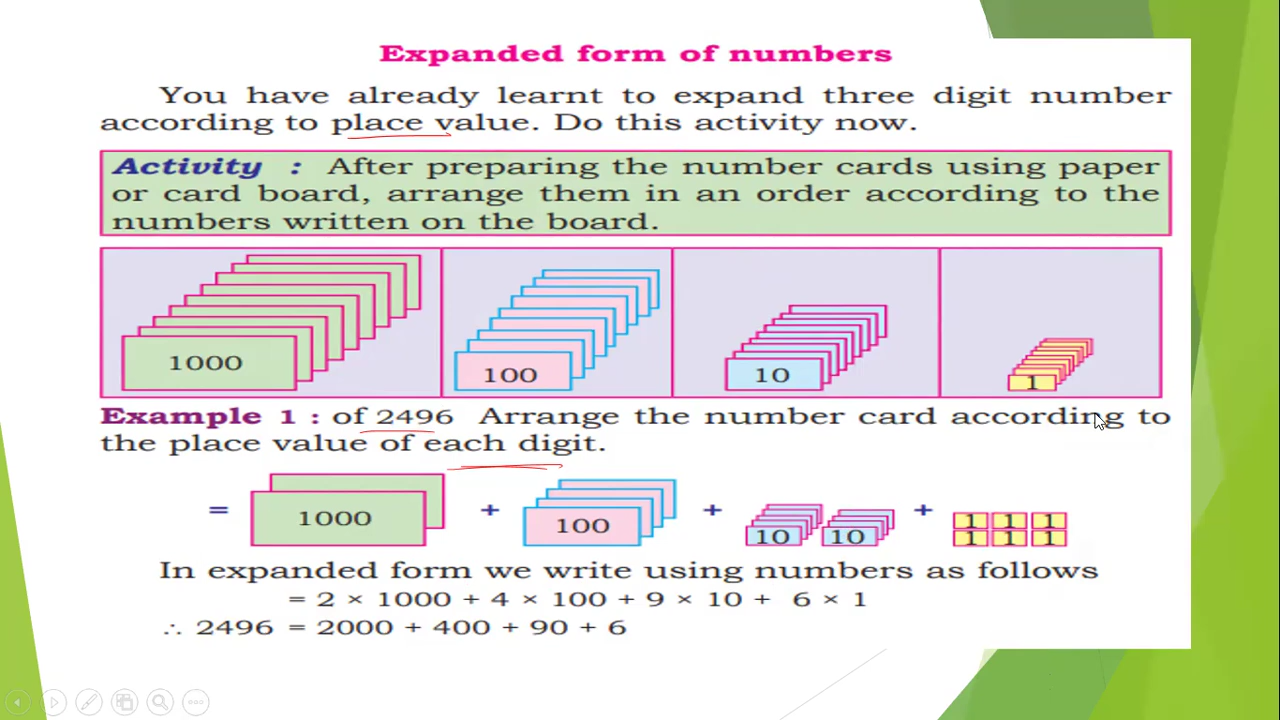 Expanded form of numbers
You have already learnt to expand three digit number
according to place value. Do this activity now.
Activity : After preparing the number cards using paper
or card board, arrange them in an order according to the
numbers written on the board.
1000 100 10 1
Example 1 : of 2496 Arrange the number card according to
the place value of each digit.
= 1000 + 100 + 10 10 + 1 1 1
1 1 1
In expanded form we write using numbers as follows
= 2 × 1000 + 4 × 100 + 9 × 10 + 6 × 1
∴ 2496 = 2000 + 400 + 90 + 6